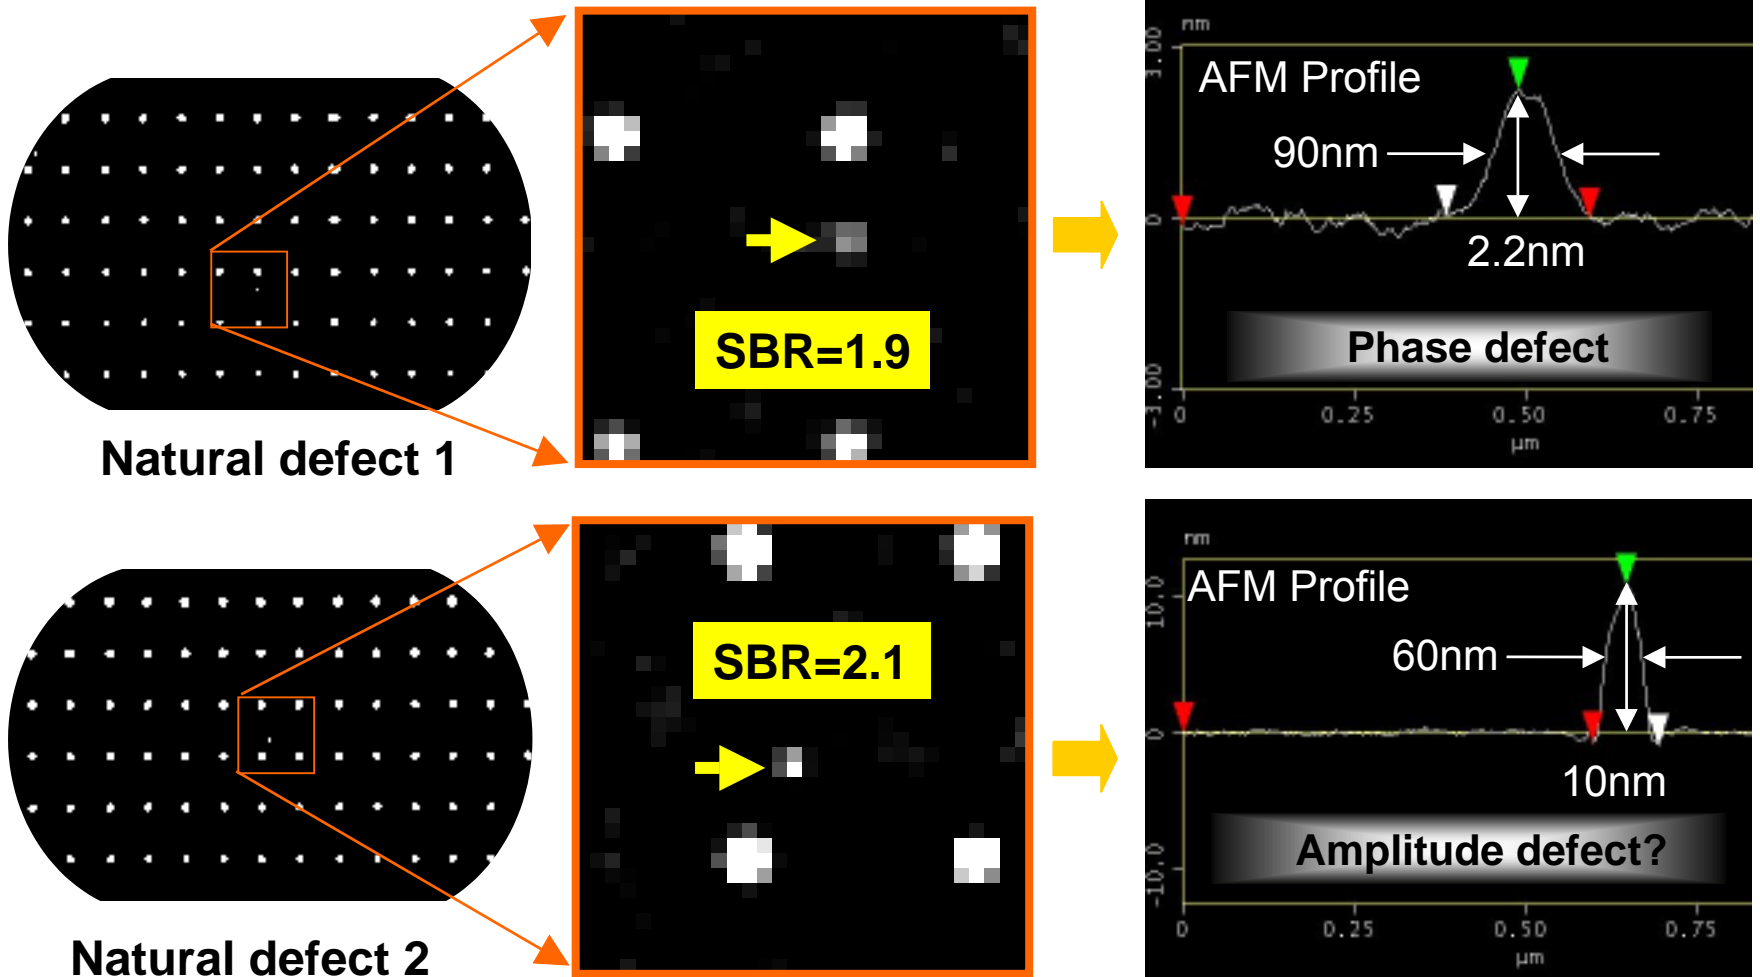 SBR=1.9
Natural defect 1
nm
3.00
AFM Profile
90nm
0
2.2nm
Phase defect
-3.00
0 0.25 0.50 0.75
µm
SBR=2.1
Natural defect 2
nm
AFM Profile
10.0
60nm
0
10nm
Amplitude defect?
-10.0
0 0.25 0.50 0.75
µm